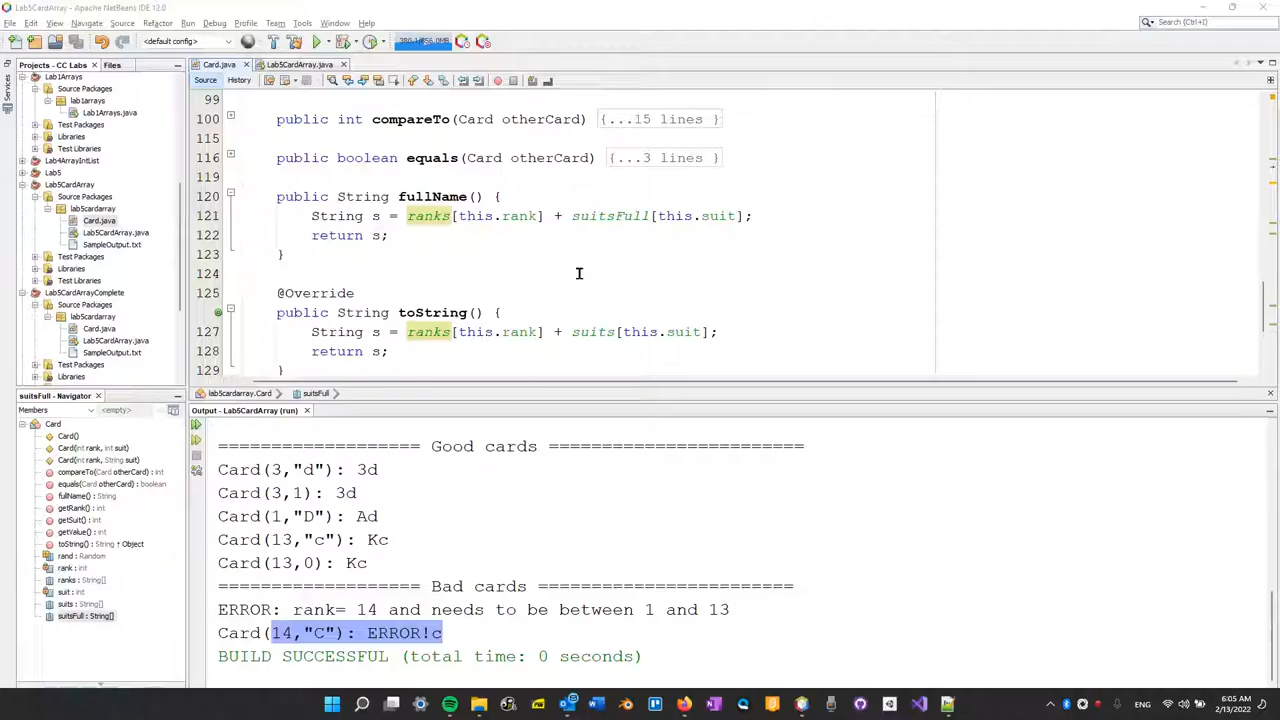 Lab5CardArray - Apache NetBeans IDE 12.0
File Edit View Navigate Source Refactor Run Debug Profile Team Tools Window Help
Search (Ctrl+I)
<default config>
Projects - CC Labs
Files
Services
Lab1Arrays
Source Packages
lab1arrays
Lab1Arrays.java
Test Packages
Libraries
Test Libraries
Lab4ArrayIntList
Lab5
Lab5CardArray
Source Packages
lab5cardarray
Card.java
Lab5CardArray.java
SampleOutput.txt
Test Packages
Libraries
Test Libraries
Lab5CardArrayComplete
Source Packages
lab5cardarray
Card.java
Lab5CardArray.java
SampleOutput.txt
Test Packages
Libraries
suitsFull - Navigator
Members
<empty>
Card
Card()
Card(int rank, int suit)
Card(int rank, String suit)
compareTo(Card otherCard) : int
equals(Card otherCard) : boolean
fullName() : String
getRank() : int
getSuit() : int
getValue() : int
toString() : String ↑ Object
rand : Random
rank : int
ranks : String[]
suit : int
suits : String[]
suitsFull : String[]
Card.java
Lab5CardArray.java
Source
History
99
100 public int compareTo(Card otherCard) {...15 lines }
115
116 public boolean equals(Card otherCard) {...3 lines }
119
120 public String fullName() {
121 String s = ranks[this.rank] + suitsFull[this.suit];
122 return s;
123 }
124
125 @Override
public String toString() {
127 String s = ranks[this.rank] + suits[this.suit];
128 return s;
129 }
lab5cardarray.Card
suitsFull
Output - Lab5CardArray (run)
=================== Good cards ========================
Card(3,"d"): 3d
Card(3,1): 3d
Card(1,"D"): Ad
Card(13,"c"): Kc
Card(13,0): Kc
=================== Bad cards =======================
ERROR: rank= 14 and needs to be between 1 and 13
Card(14,"C"): ERROR!c
BUILD SUCCESSFUL (total time: 0 seconds)
ENG
6:05 AM
2/13/2022